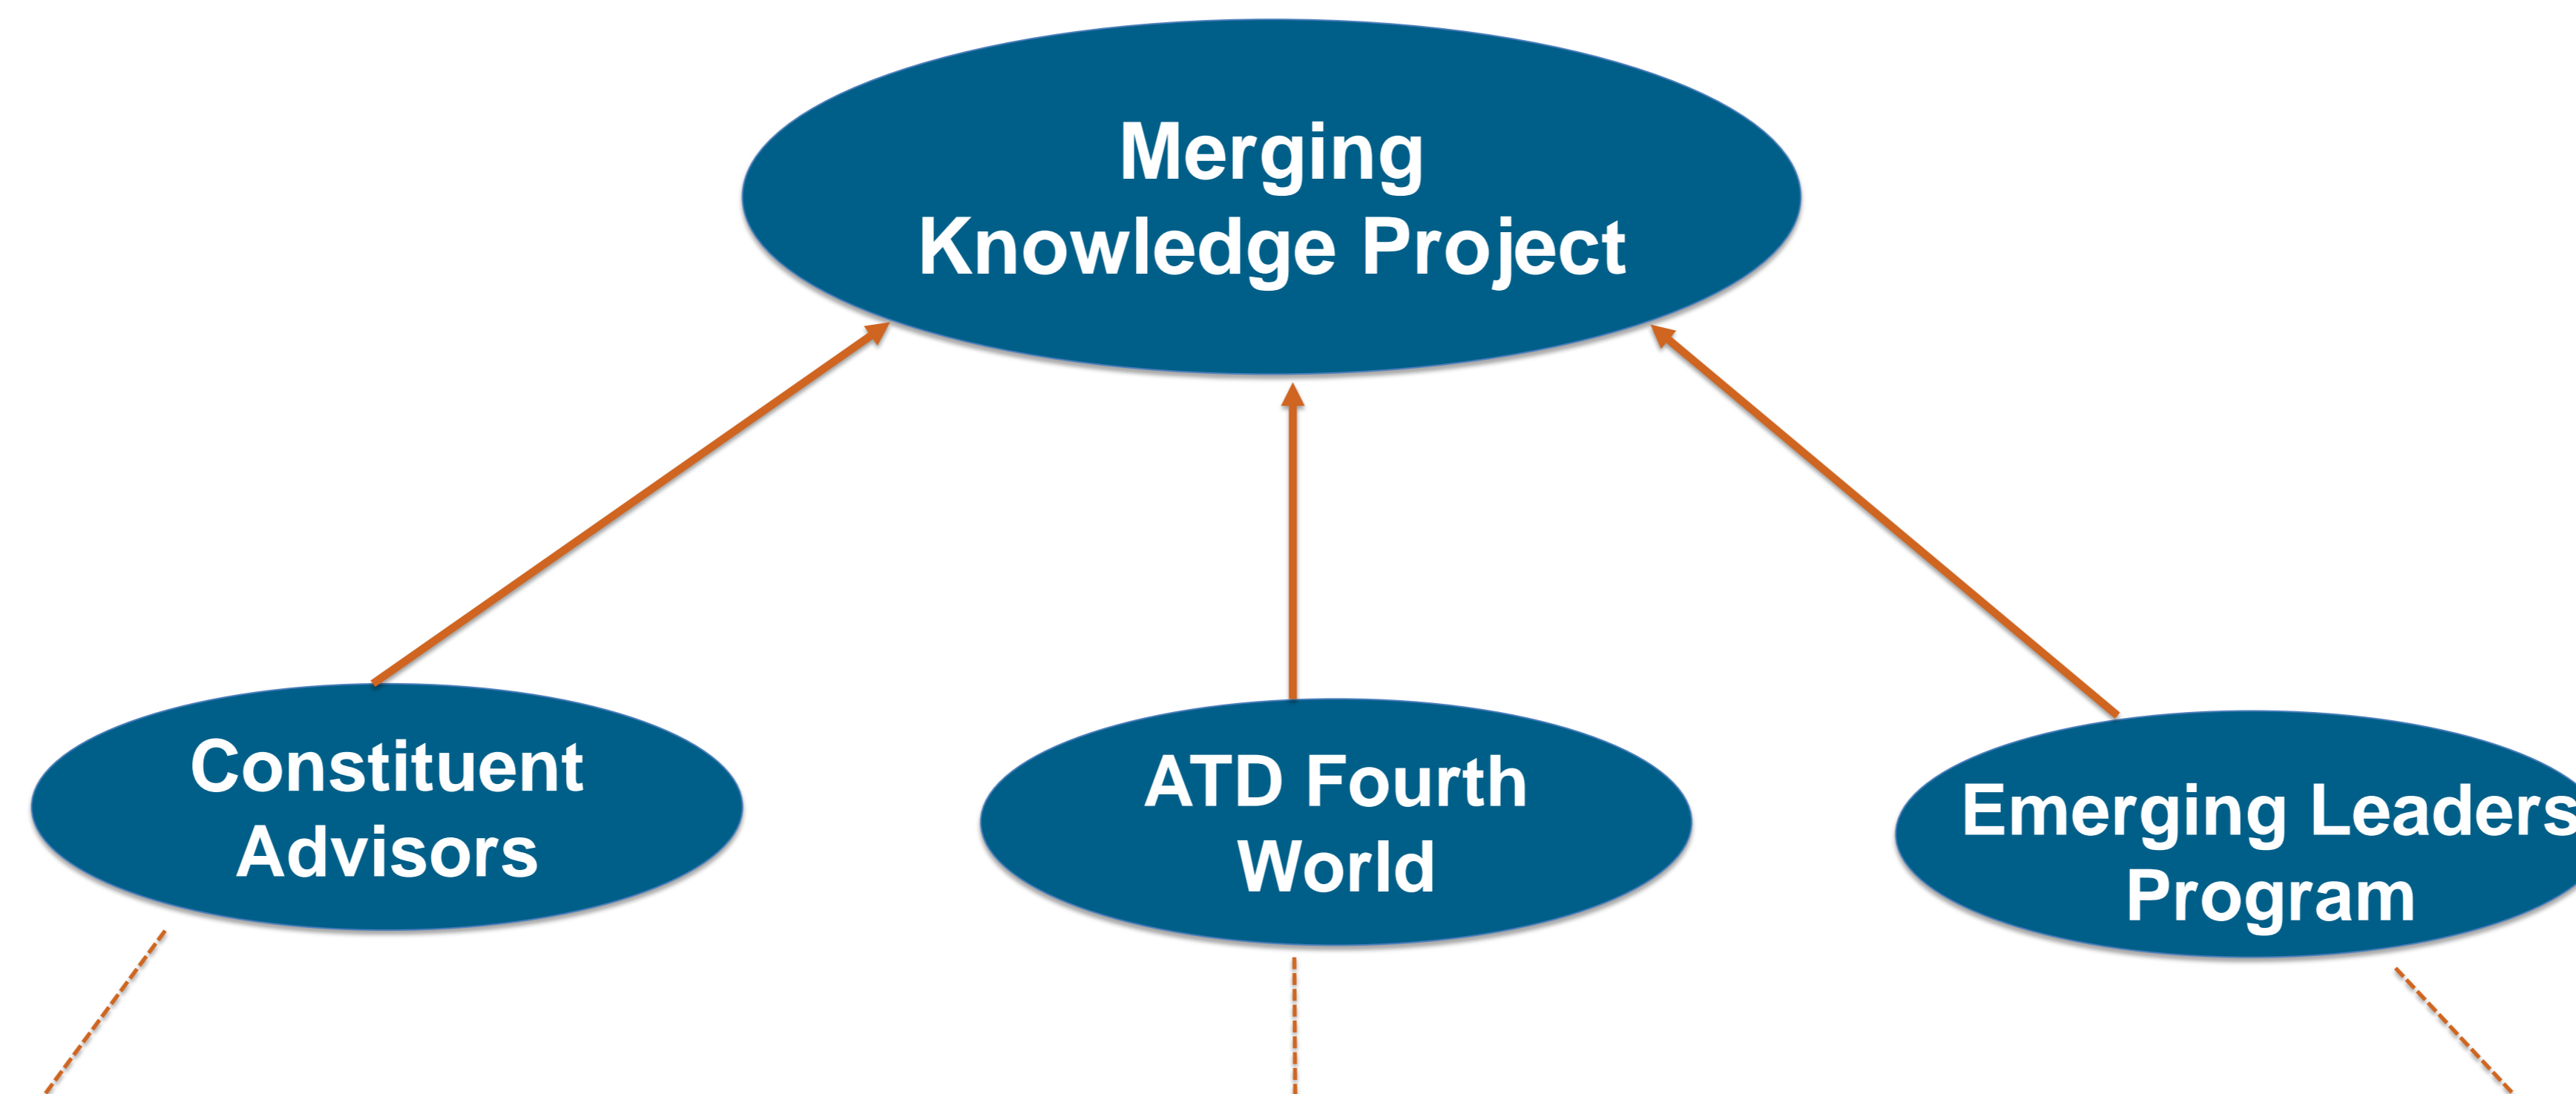 Merging
Knowledge Project
Constituent
Advisors
ATD Fourth
World
Emerging Leaders
Program